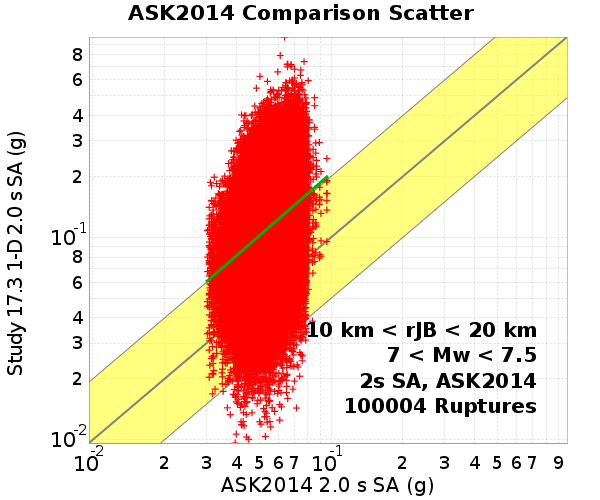 ASK2014 Comparison Scatter
Study 17.3 1-D 2.0 s SA (g)
8
6
4
3
2
10-1
8
6
4
3
2
10-2
10 km < rJB < 20 km
7 < Mw < 7.5
2s SA, ASK2014
100004 Ruptures
10-2 2 3 4 5 6 7 10-1 2 3 4 5 6 7 9
ASK2014 2.0 s SA (g)